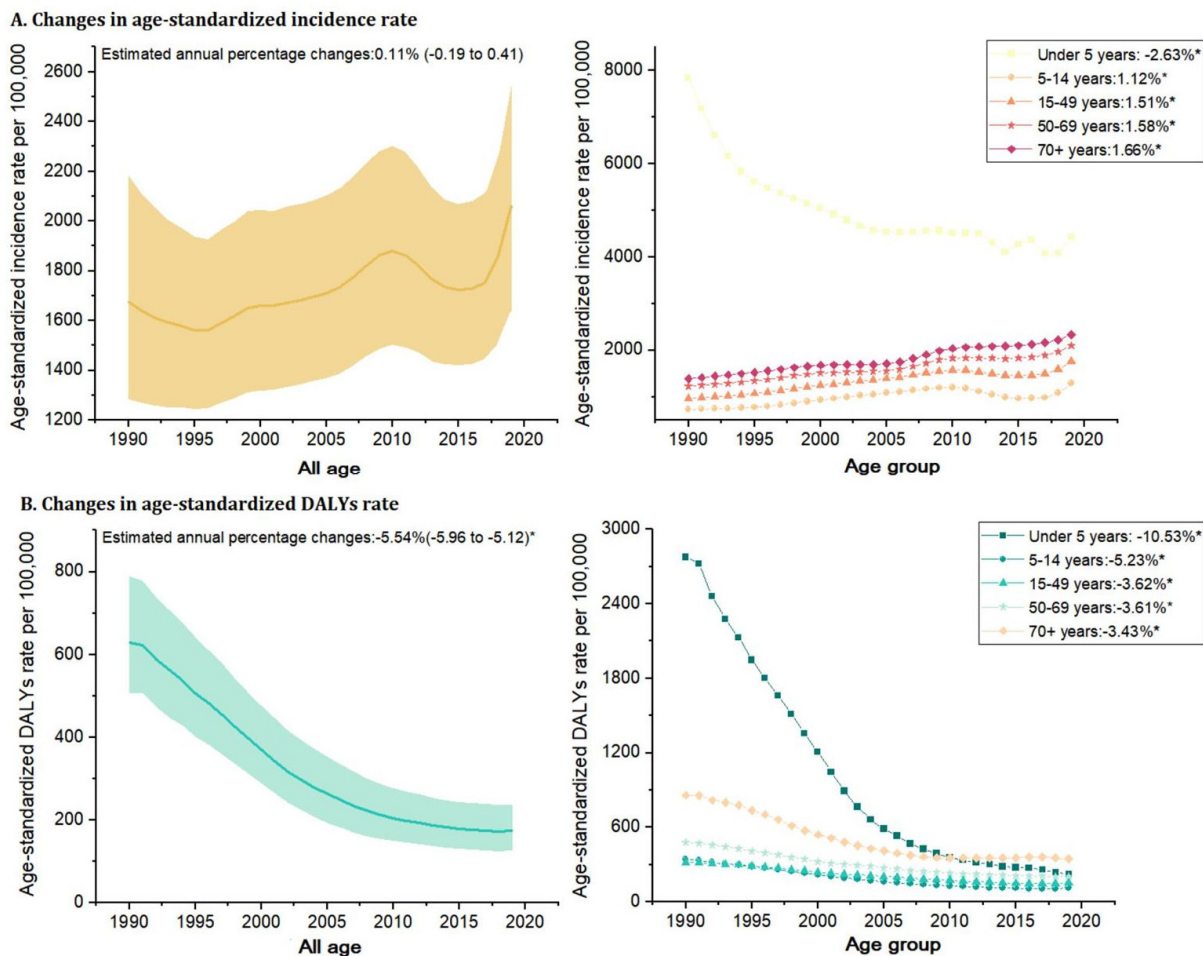 A. Changes in age-standardized incidence rate
Estimated annual percentage changes:0.11% (-0.19 to 0.41)
Age-standardized incidence rate per 100,000
2600
2400
2200
2000
1800
1600
1400
1200
1990 1995 2000 2005 2010 2015 2020
All age
Age-standardized incidence rate per 100,000
8000
6000
4000
2000
1990 1995 2000 2005 2010 2015 2020
Age group
Under 5 years: -2.63%*
5-14 years:1.12%*
15-49 years:1.51%*
50-69 years:1.58%*
70+ years:1.66%*
B. Changes in age-standardized DALYs rate
Estimated annual percentage changes:-5.54%(-5.96 to -5.12)*
Age-standardized DALYs rate per 100,000
800
600
400
200
0
1990 1995 2000 2005 2010 2015 2020
All age
Age-standardized DALYs rate per 100,000
3000
2400
1800
1200
600
0
1990 1995 2000 2005 2010 2015 2020
Age group
Under 5 years: -10.53%*
5-14 years:-5.23%*
15-49 years:-3.62%*
50-69 years:-3.61%*
70+ years:-3.43%*